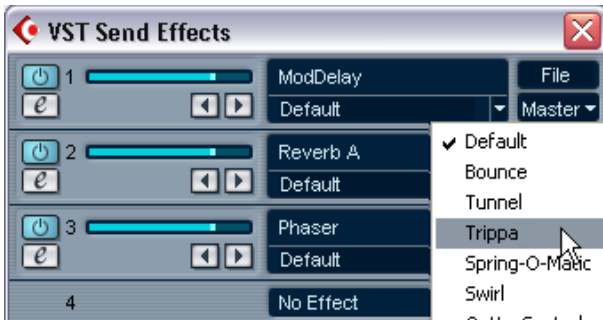 VST Send Effects
1 ModDelay File
e Default Master
Default
Bounce
2 Reverb A
e Default
Tunnel
Trippa
3 Phaser
e Default
Spring-O-Matic
Swirl
4 No Effect